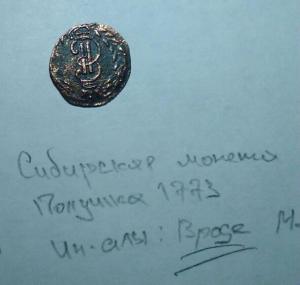 Сибирская монета
Полушка 1773
Ин-алы: Вроде М-